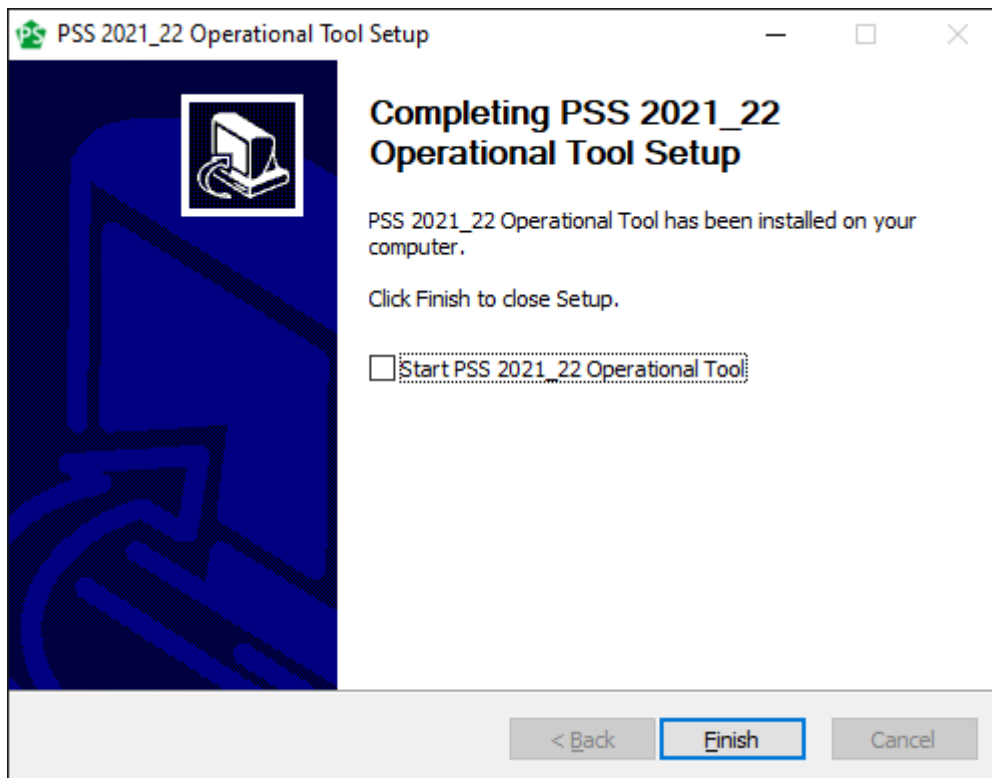 PS PSS 2021_22 Operational Tool Setup
Completing PSS 2021_22
Operational Tool Setup
PSS 2021_22 Operational Tool has been installed on your
computer.
Click Finish to close Setup.
Start PSS 2021_22 Operational Tool
< Back Finish Cancel